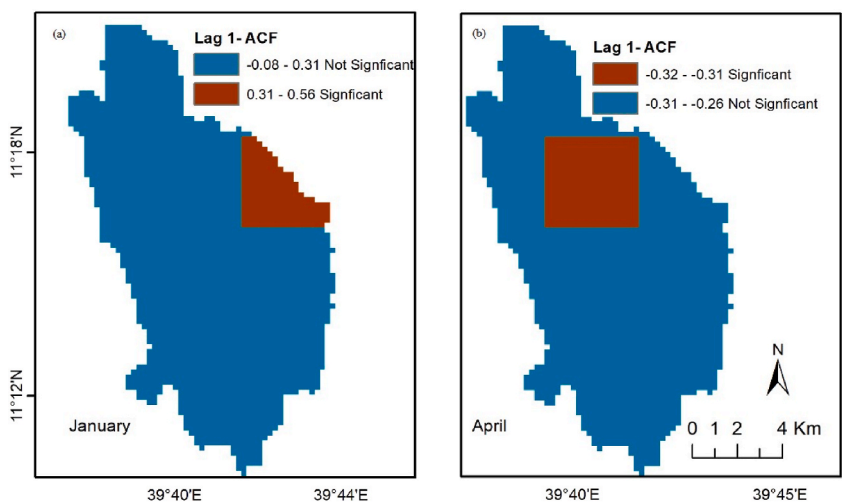 (a)
Lag 1- ACF
-0.08 - 0.31 Not Signficant
0.31 - 0.56 Signficant
11°18'N
11°12'N
January
39°40'E
39°44'E
(b)
Lag 1- ACF
-0.32 - -0.31 Significant
-0.31 - -0.26 Not Significant
N
April
0 1 2 4 Km
39°40'E
39°45'E